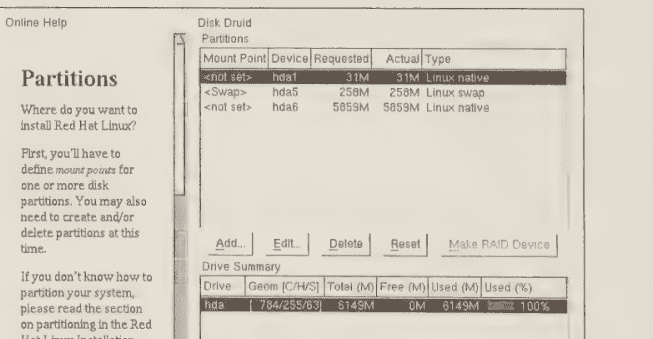 Online Help
Partitions
Where do you want to
install Red Hat Linux?
First, you'll have to
define mount points for
one or more disk
partitions. You may also
need to create and/or
delete partitions at this
time.
If you don't know how to
partition your system,
please read the section
on partitioning in the Red
Hat Linux Installation
Disk Druid
Partitions
Mount Point Device Requested Actual Type
<not set> hda1 31M 31M Linux native
<Swap> hda5 258M 258M Linux swap
<not set> hda6 5859M 5859M Linux native
Add... Edit... Delete Reset Make RAID Device
Drive Summary
Drive Geom [C/H/S] Total (M) Free (M) Used (M) Used (%)
hda [ 784/255/63] 6149M 0M 6149M 100%